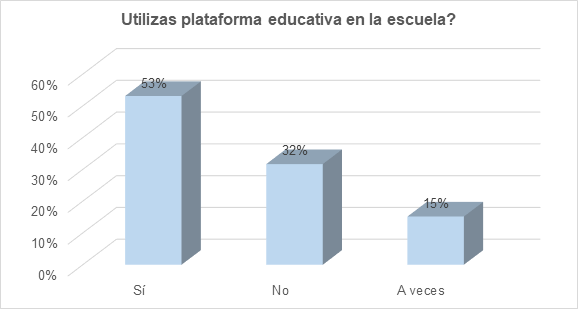 Utilizas plataforma educativa en la escuela?
60%
50%
40%
30%
20%
10%
0%
53%
32%
15%
Sí
No
A veces